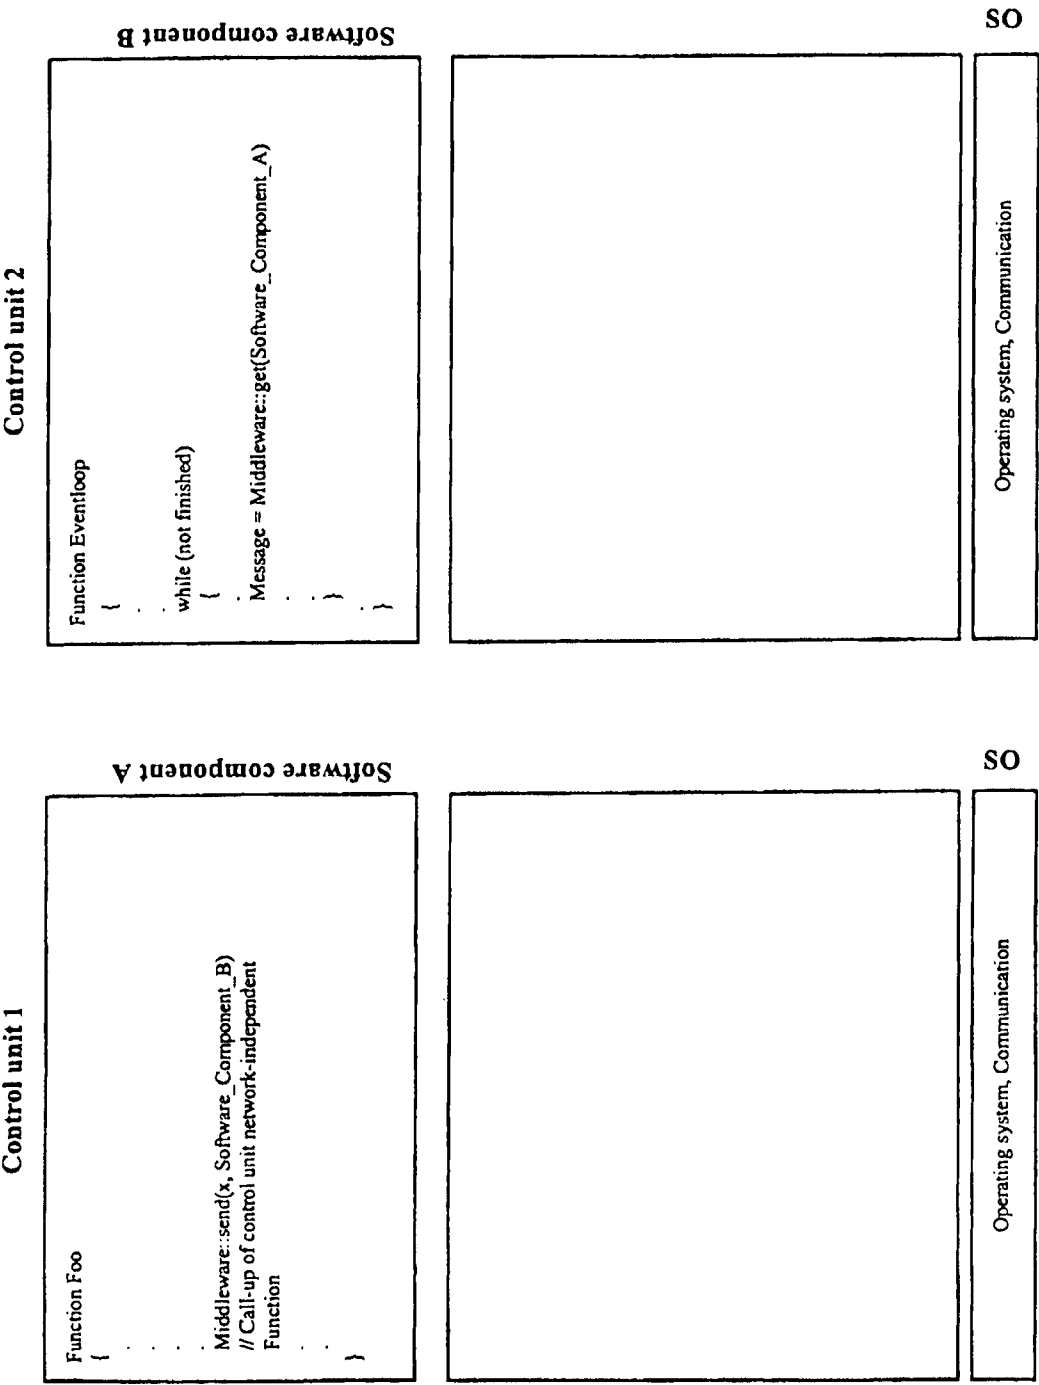 Control unit 1
Software component A
Function Foo
{
.
.
.
. Middleware::send(x, Software_Component_B)
// Call-up of control unit network-independent
Function
.
.
}
Operating system, Communication
OS
Control unit 2
Software component B
Function Eventloop
{
.
.
while (not finished)
{
.
Message = Middleware::get(Software_Component_A)
.
.
}
.
}
Operating system, Communication
OS